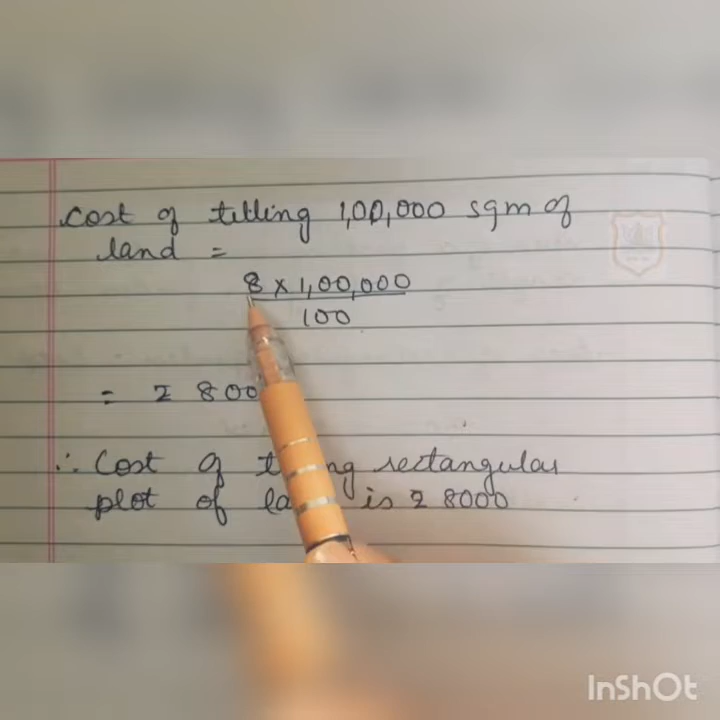 cost of tilling 1,00,000 sqm of
land =
8 × 1,00,000
100
= ₹ 800
∴ Cost of t ng rectangular
plot of la is ₹ 8000
InShOt